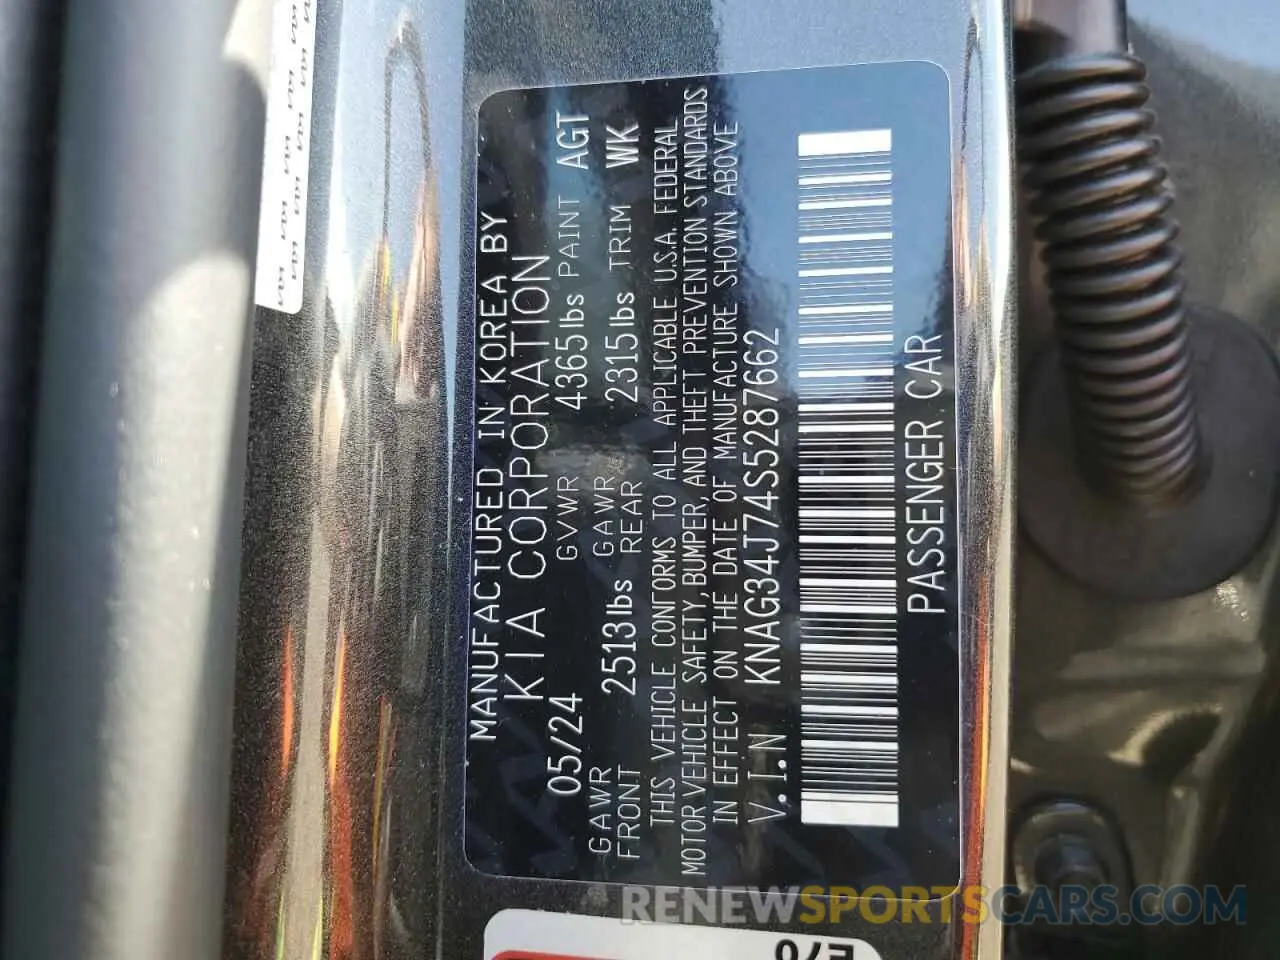 MANUFACTURED IN KOREA BY
KIA CORPORATION
05/24 GVWR 4365lbs PAINT AGT
GAWR FRONT 2513lbs GAWR REAR 2315lbs TRIM WK
THIS VEHICLE CONFORMS TO ALL APPLICABLE U.S.A. FEDERAL
MOTOR VEHICLE SAFETY, BUMPER, AND THEFT PREVENTION STANDARDS
IN EFFECT ON THE DATE OF MANUFACTURE SHOWN ABOVE
V.I.N KNAG34J74S5287662
PASSENGER CAR
RENEWSPORTSCARS.COM